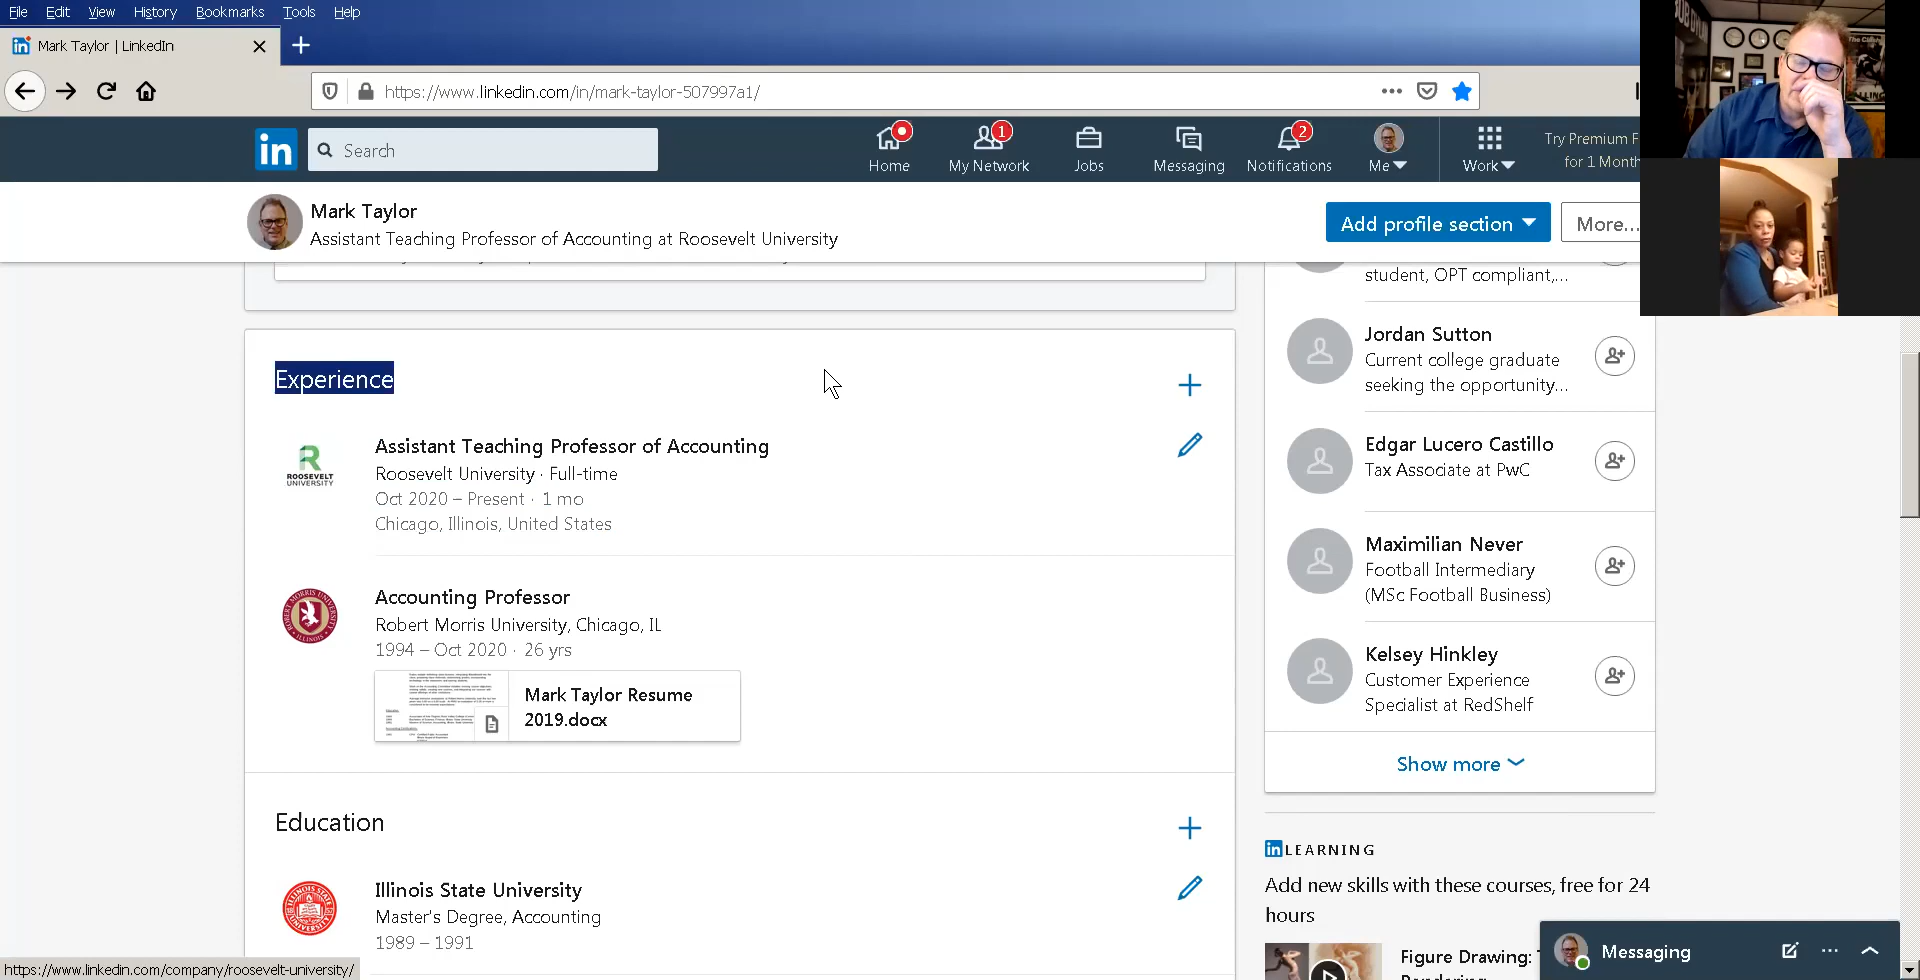 File Edit View History Bookmarks Tools Help
Mark Taylor | LinkedIn
https://www.linkedin.com/in/mark-taylor-507997a1/
in
Search
Home
My Network
1
Jobs
Messaging
Notifications
2
Me
Work
Try Premium F
for 1 Month
Mark Taylor
Assistant Teaching Professor of Accounting at Roosevelt University
Add profile section
More...
Experience
Assistant Teaching Professor of Accounting
Roosevelt University · Full-time
Oct 2020 – Present · 1 mo
Chicago, Illinois, United States
ROOSEVELT
UNIVERSITY
Accounting Professor
Robert Morris University, Chicago, IL
1994 – Oct 2020 · 26 yrs
Mark Taylor Resume
2019.docx
Education
Illinois State University
Master's Degree, Accounting
1989 – 1991
student, OPT compliant,...
Jordan Sutton
Current college graduate
seeking the opportunity...
Edgar Lucero Castillo
Tax Associate at PwC
Maximilian Never
Football Intermediary
(MSc Football Business)
Kelsey Hinkley
Customer Experience
Specialist at RedShelf
Show more
in LEARNING
Add new skills with these courses, free for 24
hours
Figure Drawing:
Messaging
https://www.linkedin.com/company/roosevelt-university/